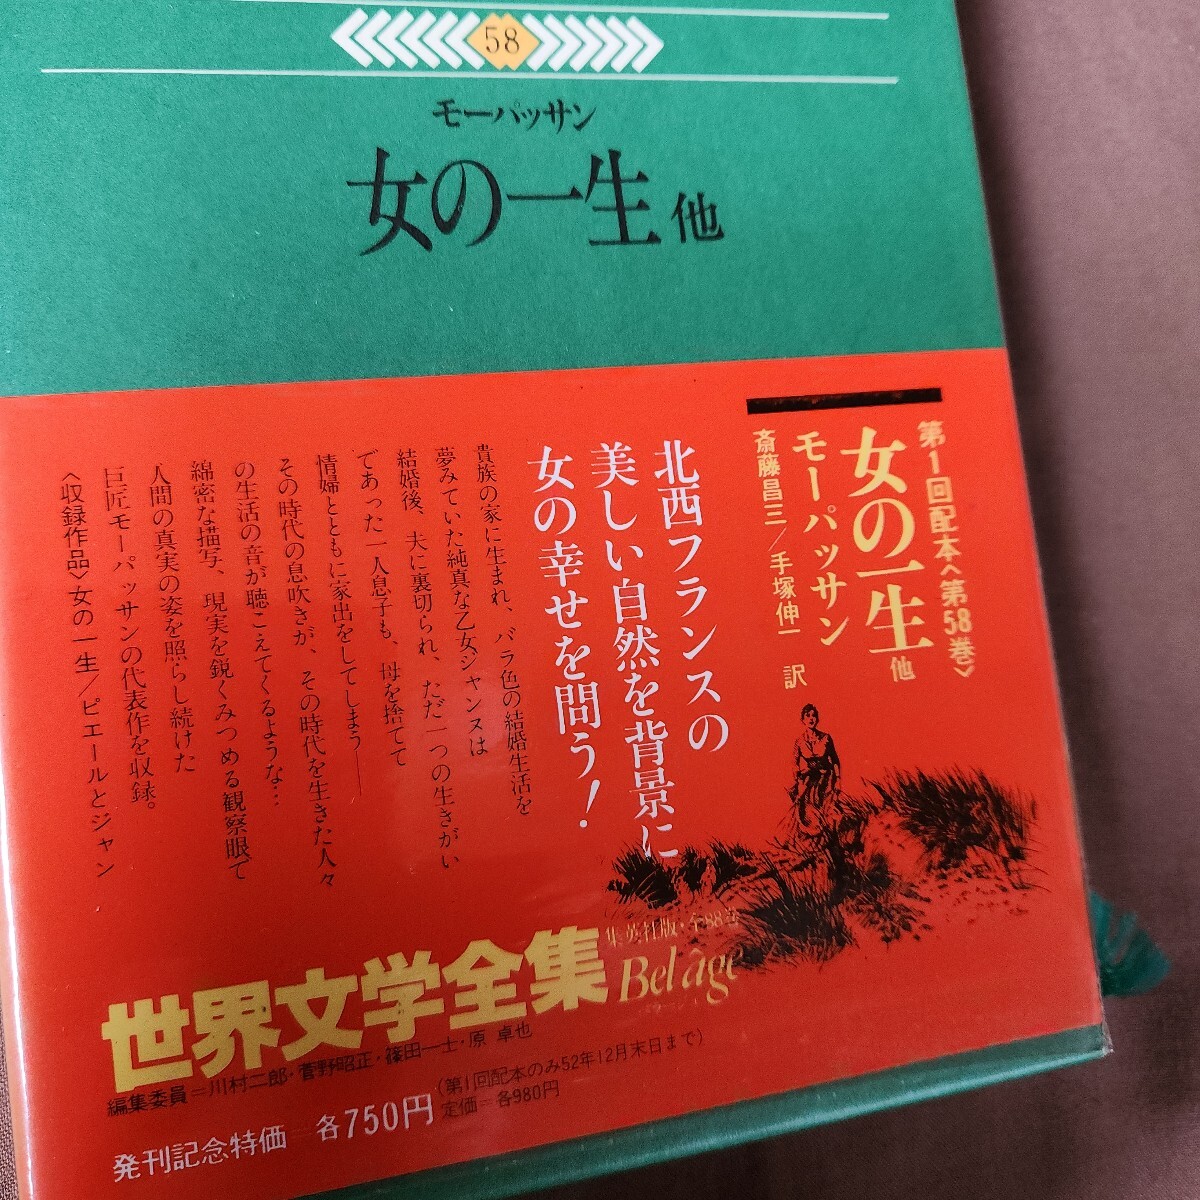 58
モーパッサン
女の一生 他
第1回配本〈第58巻〉
女の一生 他
モーパッサン
斎藤昌三／手塚伸一 訳
北西フランスの
美しい自然を背景に
女の幸せを問う！
貴族の家に生まれ、バラ色の結婚生活を
夢みていた純真な乙女ジャンヌは
結婚後、夫に裏切られ、ただ一つの生きがい
であった一人息子も、母を捨てて
情婦とともに家出をしてしまう――
その時代の息吹きが、その時代を生きた人々
の生活の音が聴こえてくるような…
綿密な描写、現実を鋭くみつめる観察眼で
人間の真実の姿を照らし続けた
巨匠モーパッサンの代表作を収録。
〈収録作品〉女の一生／ピエールとジャン
集英社版・全88巻
世界文学全集
Bel âge
編集委員＝川村二郎・菅野昭正・篠田一士・原 卓也
発刊記念特価＝各750円
(第1回配本のみ52年12月末日まで)
定価＝各980円